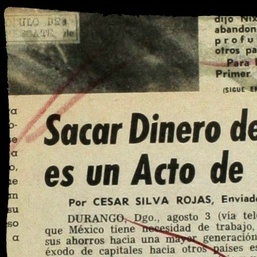 dijo Nix
abandon
profu
otros pa
Para
Primer
(SIGUE EN
Sacar Dinero de
es un Acto de
Por CESAR SILVA ROJAS, Enviado
DURANGO, Dgo., agosto 3 (vía tele
que México tiene necesidad de trabajo,
sus ahorros hacia una mayor generación
éxodo de capitales hacia otros países es